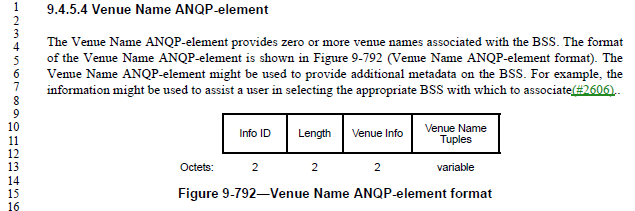 1 9.4.5.4 Venue Name ANQP-element
2
3
4 The Venue Name ANQP-element provides zero or more venue names associated with the BSS. The format
5 of the Venue Name ANQP-element is shown in Figure 9-792 (Venue Name ANQP-element format). The
6 Venue Name ANQP-element might be used to provide additional metadata on the BSS. For example, the
7 information might be used to assist a user in selecting the appropriate BSS with which to associate(#2606)..
8
9
10 Info ID Length Venue Info Venue Name
11 Tuples
12
13 Octets: 2 2 2 variable
14
15 Figure 9-792—Venue Name ANQP-element format
16